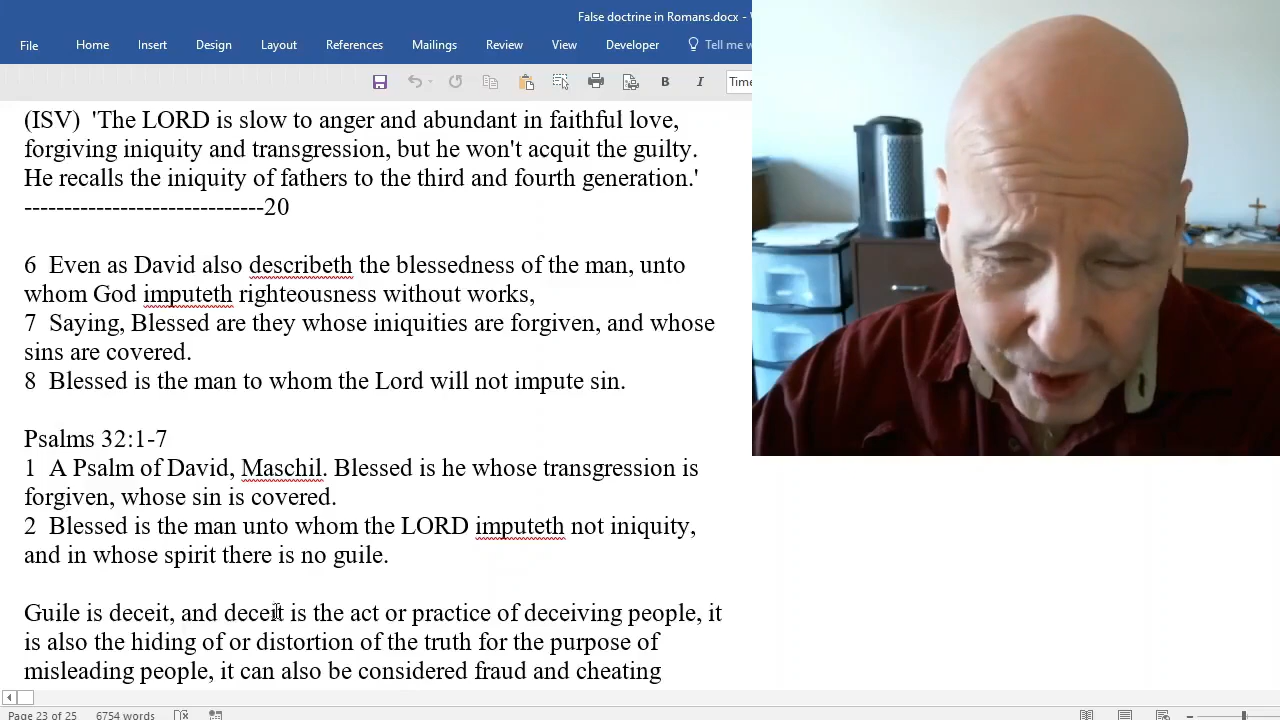 False doctrine in Romans.docx -
File Home Insert Design Layout References Mailings Review View Developer Tell me w
B I Time
(ISV) 'The LORD is slow to anger and abundant in faithful love,
forgiving iniquity and transgression, but he won't acquit the guilty.
He recalls the iniquity of fathers to the third and fourth generation.'
------------------------------20
6 Even as David also describeth the blessedness of the man, unto
whom God imputeth righteousness without works,
7 Saying, Blessed are they whose iniquities are forgiven, and whose
sins are covered.
8 Blessed is the man to whom the Lord will not impute sin.
Psalms 32:1-7
1 A Psalm of David, Maschil. Blessed is he whose transgression is
forgiven, whose sin is covered.
2 Blessed is the man unto whom the LORD imputeth not iniquity,
and in whose spirit there is no guile.
Guile is deceit, and deceit is the act or practice of deceiving people, it
is also the hiding of or distortion of the truth for the purpose of
misleading people, it can also be considered fraud and cheating
Page 23 of 25 6754 words